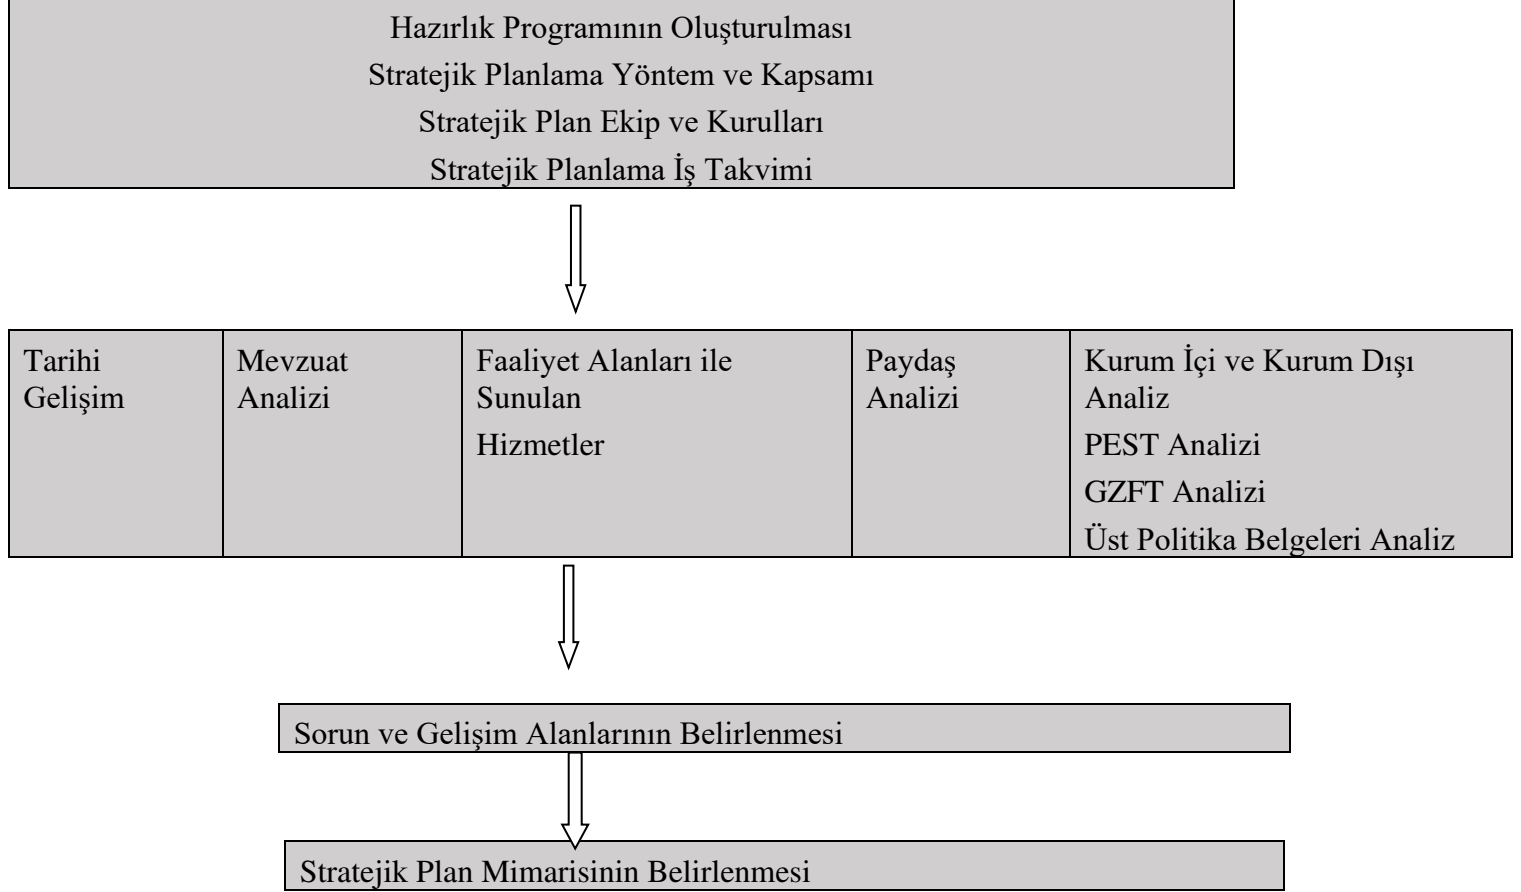 Hazırlık Programının Oluşturulması
Stratejik Planlama Yöntem ve Kapsamı
Stratejik Plan Ekip ve Kurulları
Stratejik Planlama İş Takvimi
Tarihi
Gelişim
Mevzuat
Analizi
Faaliyet Alanları ile
Sunulan
Hizmetler
Paydaş
Analizi
Kurum İçi ve Kurum Dışı
Analiz
PEST Analizi
GZFT Analizi
Üst Politika Belgeleri Analiz
Sorun ve Gelişim Alanlarının Belirlenmesi
Stratejik Plan Mimarisinin Belirlenmesi